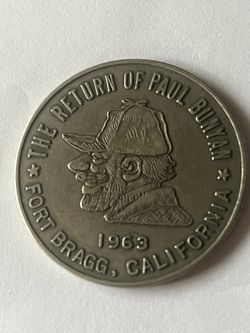 THE RETURN OF PAUL BUNYAN
1963
★ FORT BRAGG, CALIFORNIA ★